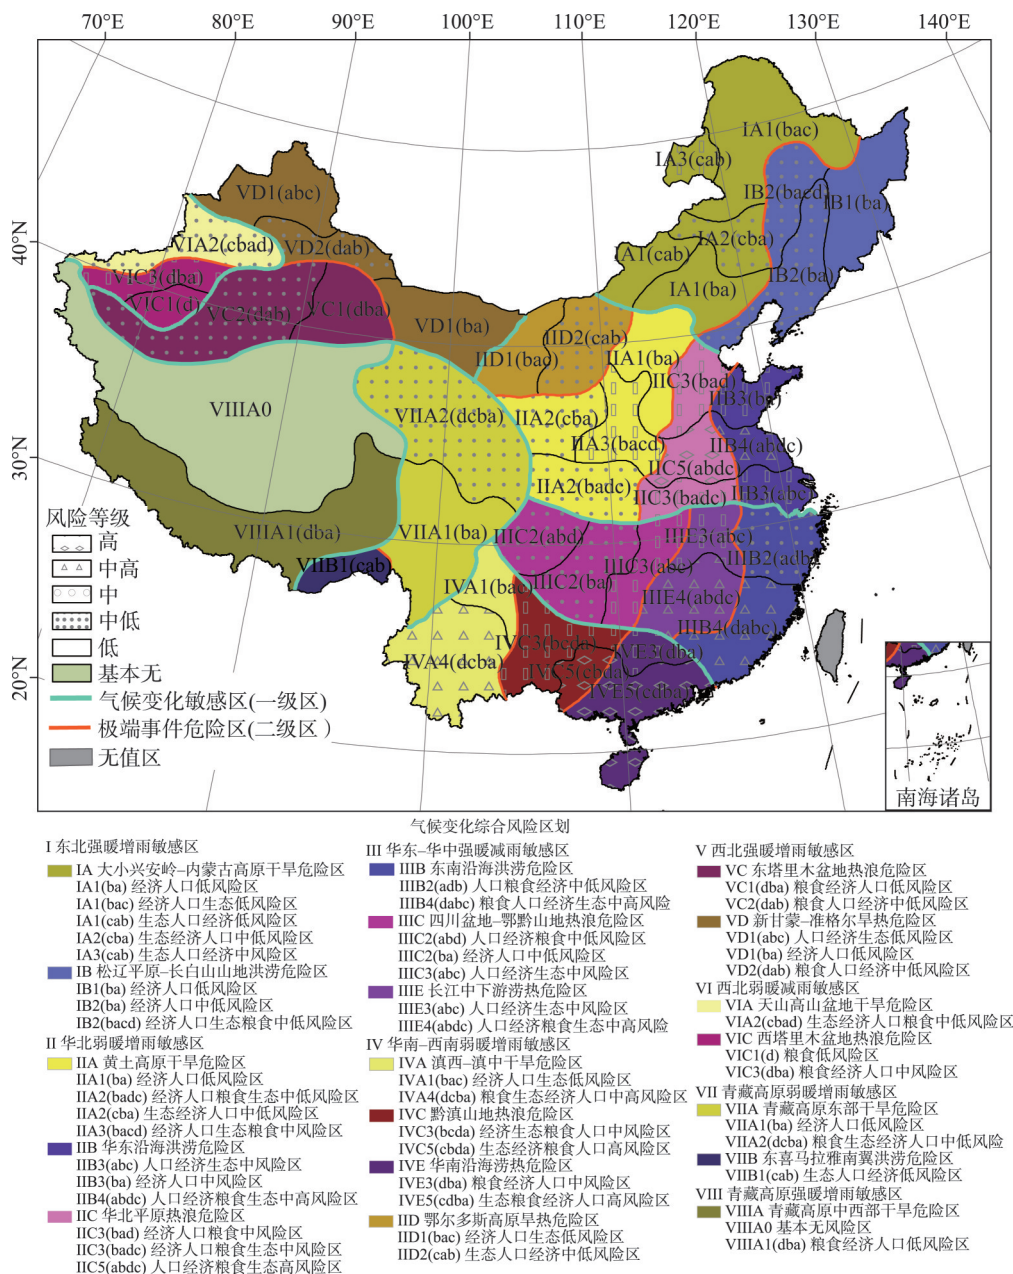 70°E
80°E
90°E
100°E
110°E
120°E
130°E
140°E
40°N
30°N
20°N
IA1(bac)
IA3(cab)
IB2(bacd)
IB1(ba)
VD1(abc)
VIA2(cbad)
VD2(dab)
IA2(cba)
IA1(cab)
IB2(ba)
IA1(ba)
VIC3(dba)
VIC1(d)
VC2(dab)
VC1(dba)
VD1(ba)
IID2(cab)
IID1(bac)
IIA1(ba)
IIC3(bad)
IIB3(ba)
VIIIA0
VIIA2(dcba)
IIA2(cba)
IIA3(bacd)
IIB4(abdc)
IIC5(abdc)
IIA2(badc)
IIC3(badc)
IIB3(abc)
VIIIA1(dba)
VIIA1(ba)
IIIC2(abd)
IIIE3(abc)
IIIB2(adb)
VIIB1(cab)
IVA1(bac)
IIIC3(abc)
IIIC2(ba)
IIIE4(abdc)
IIIB4(dabc)
IVC3(bcda)
IVE3(dba)
IVA4(dcba)
IVC5(cbda)
IVE5(cdba)
风险等级
高
中高
中
中低
低
基本无
气候变化敏感区(一级区)
极端事件危险区(二级区)
无值区
南海诸岛
气候变化综合风险区划
I 东北强暖增雨敏感区
IA 大小兴安岭–内蒙古高原干旱危险区
IA1(ba) 经济人口低风险区
IA1(bac) 经济人口生态低风险区
IA1(cab) 生态人口经济低风险区
IA2(cba) 生态经济人口中低风险区
IA3(cab) 生态人口经济中风险区
IB 松辽平原–长白山山地洪涝危险区
IB1(ba) 经济人口低风险区
IB2(ba) 经济人口中低风险区
IB2(bacd) 经济人口生态粮食中低风险区
II 华北弱暖增雨敏感区
IIA 黄土高原干旱危险区
IIA1(ba) 经济人口低风险区
IIA2(badc) 经济人口粮食生态中低风险区
IIA2(cba) 生态经济人口中低风险区
IIA3(bacd) 经济人口生态粮食中风险区
IIB 华东沿海洪涝危险区
IIB3(abc) 人口经济生态中风险区
IIB3(ba) 经济人口中风险区
IIB4(abdc) 人口经济粮食生态中高风险区
IIC 华北平原热浪危险区
IIC3(bad) 经济人口粮食中风险区
IIC3(badc) 经济人口粮食生态中风险区
IIC5(abdc) 人口经济粮食生态高风险区
III 华东–华中强暖减雨敏感区
IIIB 东南沿海洪涝危险区
IIIB2(adb) 人口粮食经济中低风险区
IIIB4(dabc) 粮食人口经济生态中高风险
IIIC 四川盆地–鄂黔山地热浪危险区
IIIC2(abd) 人口经济粮食中低风险区
IIIC2(ba) 经济人口中低风险区
IIIC3(abc) 人口经济生态中风险区
IIIE 长江中下游涝热危险区
IIIE3(abc) 人口经济生态中风险区
IIIE4(abdc) 人口经济粮食生态中高风险
IV 华南–西南弱暖增雨敏感区
IVA 滇西–滇中干旱危险区
IVA1(bac) 经济人口生态低风险区
IVA4(dcba) 粮食生态经济人口中高风险区
IVC 黔滇山地热浪危险区
IVC3(bcda) 经济生态粮食人口中风险区
IVC5(cbda) 生态经济粮食人口高风险区
IVE 华南沿海涝热危险区
IVE3(dba) 粮食经济人口中风险区
IVE5(cdba) 生态粮食经济人口高风险区
IID 鄂尔多斯高原旱热危险区
IID1(bac) 经济人口生态低风险区
IID2(cab) 生态人口经济中低风险区
V 西北强暖增雨敏感区
VC 东塔里木盆地热浪危险区
VC1(dba) 粮食经济人口低风险区
VC2(dab) 粮食人口经济中低风险区
VD 新甘蒙–准格尔旱热危险区
VD1(abc) 人口经济生态低风险区
VD1(ba) 经济人口低风险区
VD2(dab) 粮食人口经济中低风险区
VI 西北弱暖减雨敏感区
VIA 天山高山盆地干旱危险区
VIA2(cbad) 生态经济人口粮食中低风险区
VIC 西塔里木盆地热浪危险区
VIC1(d) 粮食低风险区
VIC3(dba) 粮食经济人口中风险区
VII 青藏高原弱暖增雨敏感区
VIIA 青藏高原东部干旱危险区
VIIA1(ba) 经济人口低风险区
VIIA2(dcba) 粮食生态经济人口中低风险
VIIB 东喜马拉雅南翼洪涝危险区
VIIB1(cab) 生态人口经济低风险区
VIII 青藏高原强暖增雨敏感区
VIIIA 青藏高原中西部干旱危险区
VIIIA0 基本无风险区
VIIIA1(dba) 粮食经济人口低风险区